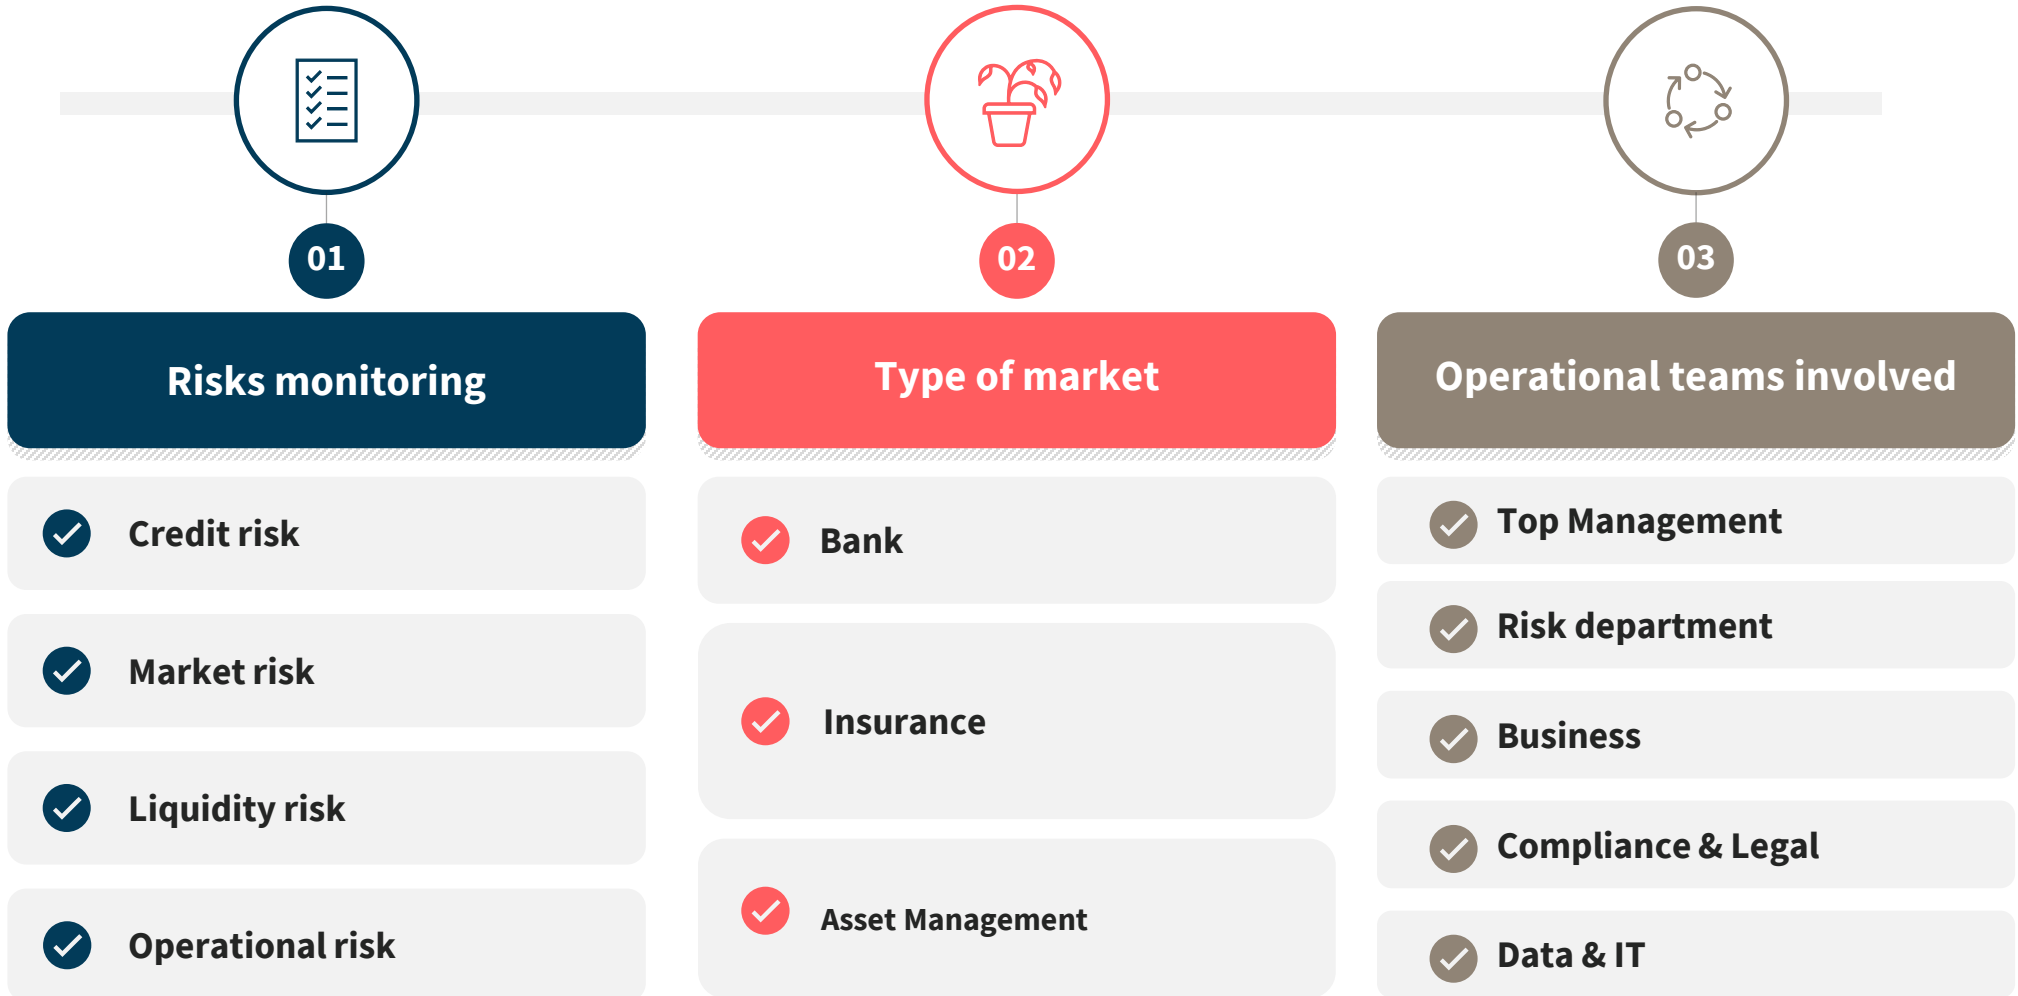 01
Risks monitoring
Credit risk
Market risk
Liquidity risk
Operational risk
02
Type of market
Bank
Insurance
Asset Management
03
Operational teams involved
Top Management
Risk department
Business
Compliance & Legal
Data & IT